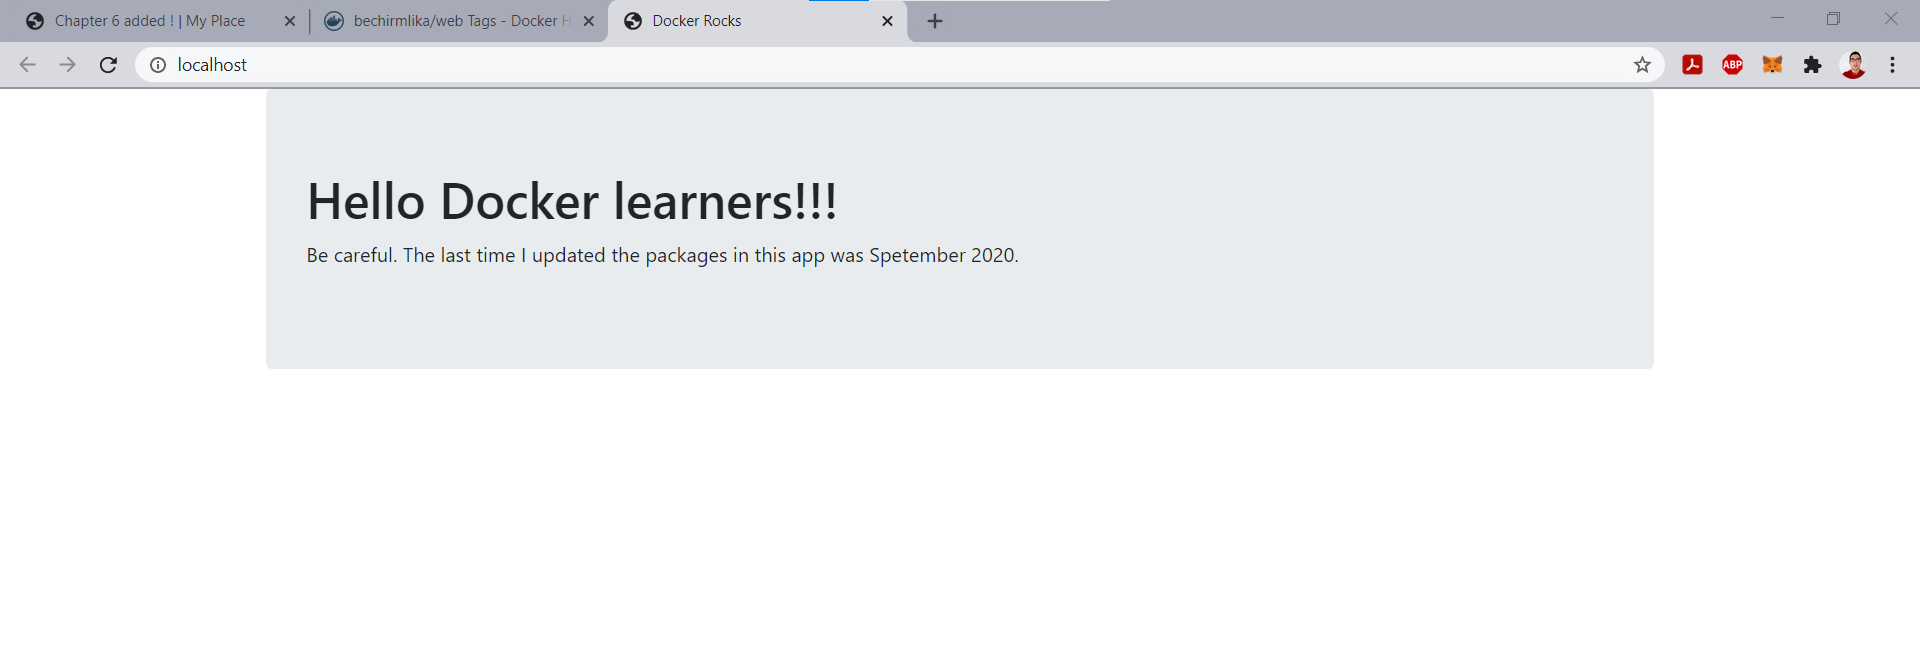 Chapter 6 added ! | My Place
bechirmlika/web Tags - Docker H
Docker Rocks
localhost
ABP
Hello Docker learners!!!
Be careful. The last time I updated the packages in this app was Spetember 2020.